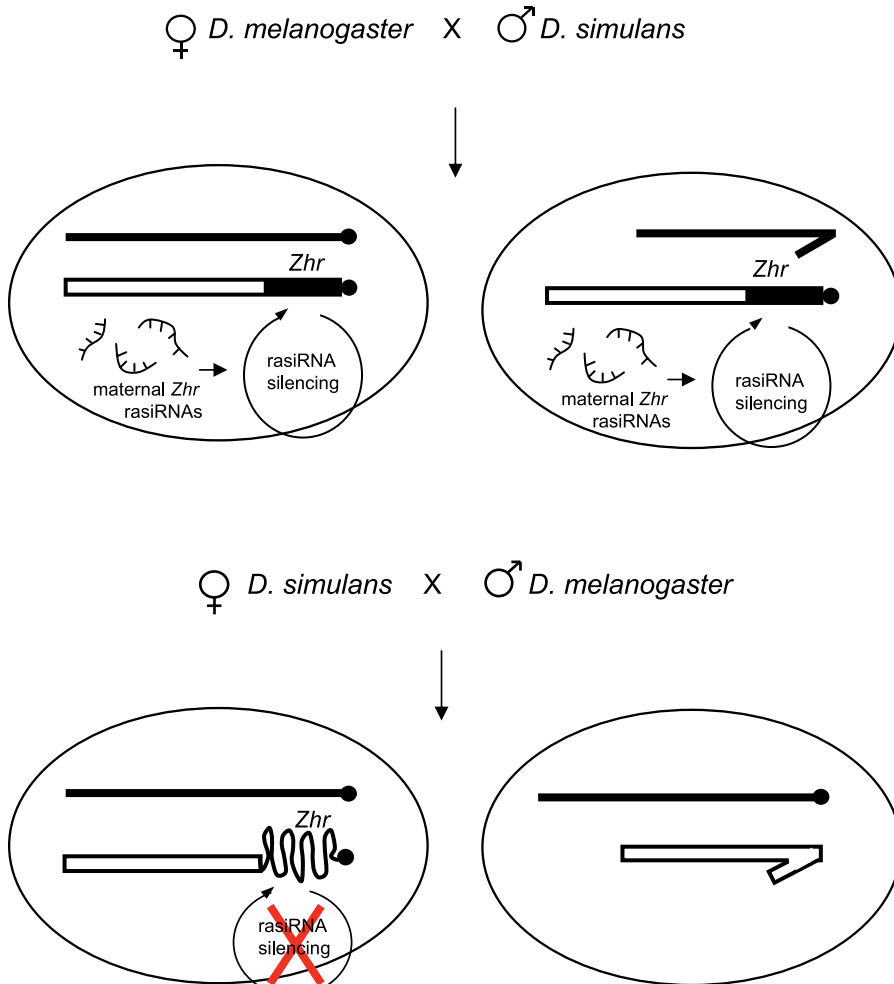 ♀ D. melanogaster X ♂ D. simulans
Zhr
rasiRNA
silencing
maternal Zhr
rasiRNAs
Zhr
rasiRNA
silencing
maternal Zhr
rasiRNAs
♀ D. simulans X ♂ D. melanogaster
Zhr
rasiRNA
silencing